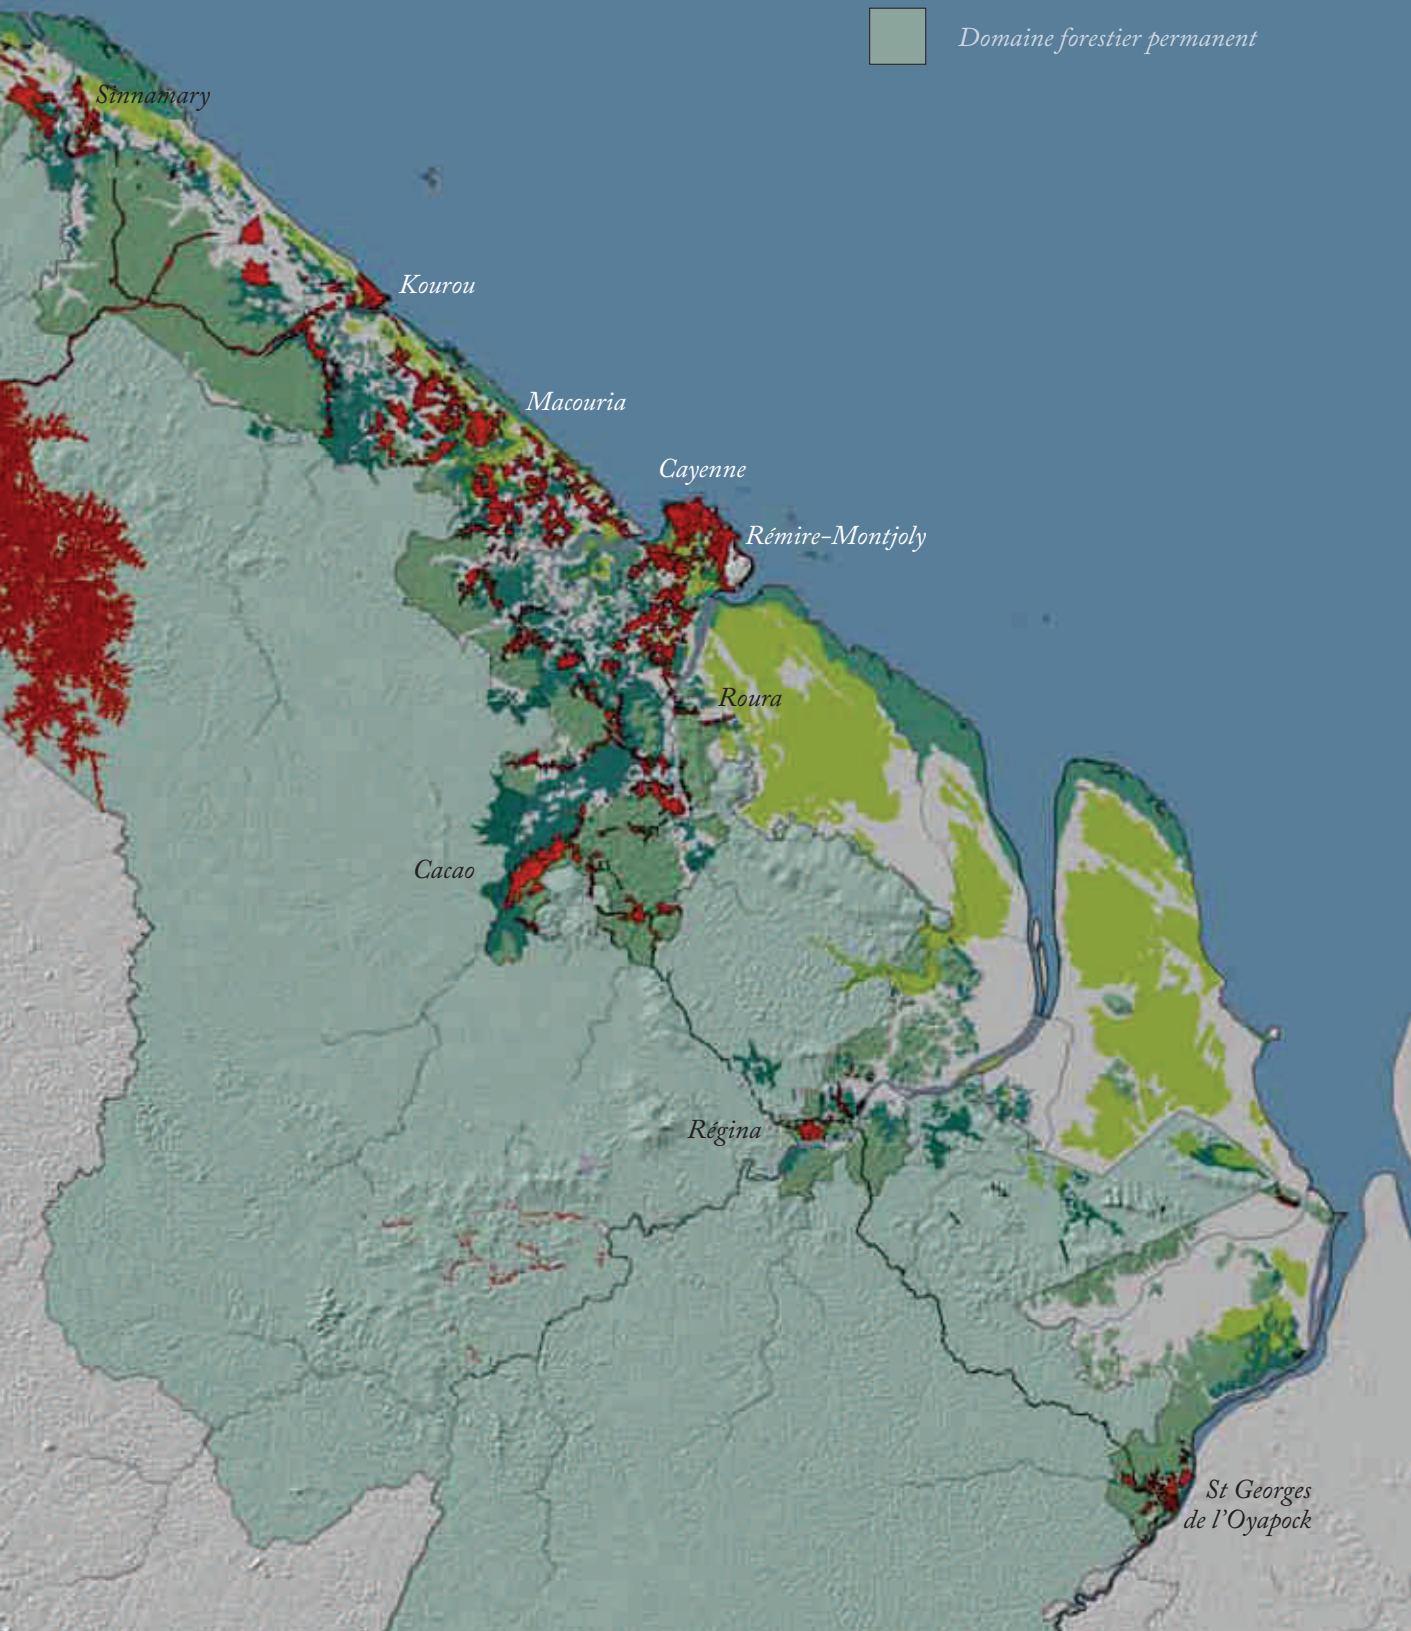 Domaine forestier permanent
Sinnamary
Kourou
Macouria
Cayenne
Rémire-Montjoly
Roura
Cacao
Régina
St Georges
de l'Oyapock